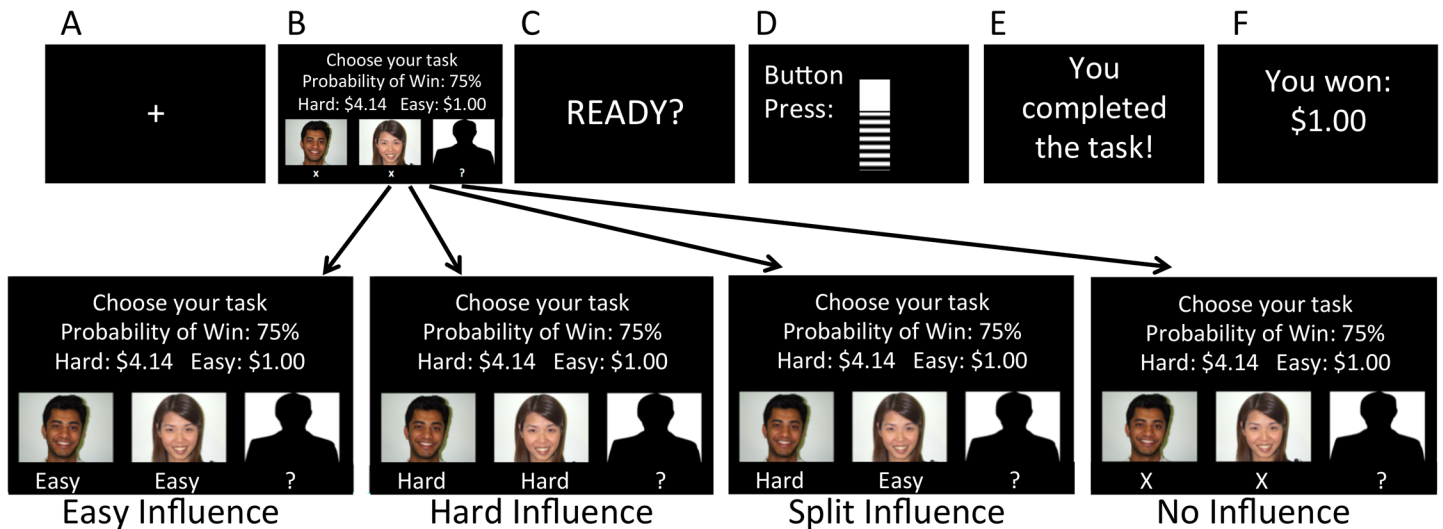 A
B
C
D
E
F
+
Choose your task
Probability of Win: 75%
Hard: $4.14 Easy: $1.00
x x ?
READY?
Button
Press:
You
completed
the task!
You won:
$1.00
Choose your task
Probability of Win: 75%
Hard: $4.14 Easy: $1.00
Easy Easy ?
Easy Influence
Choose your task
Probability of Win: 75%
Hard: $4.14 Easy: $1.00
Hard Hard ?
Hard Influence
Choose your task
Probability of Win: 75%
Hard: $4.14 Easy: $1.00
Hard Easy ?
Split Influence
Choose your task
Probability of Win: 75%
Hard: $4.14 Easy: $1.00
X X ?
No Influence